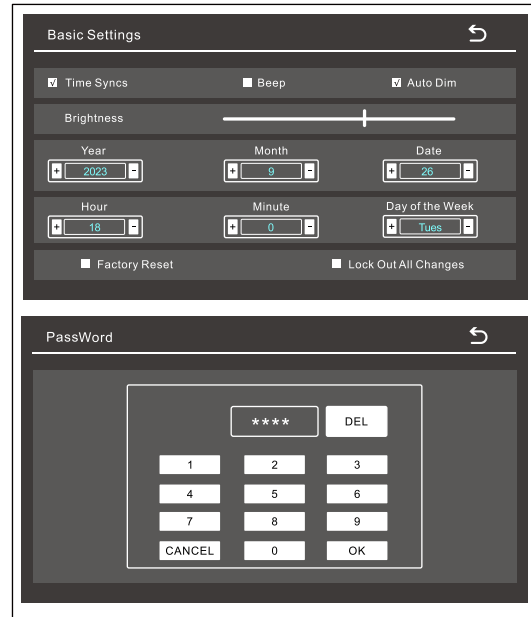 Basic Settings
Time Syncs Beep Auto Dim
Brightness
Year Month Date
+ 2023 - + 9 - + 26 -
Hour Minute Day of the Week
+ 18 - + 0 - + Tues -
Factory Reset Lock Out All Changes
PassWord
**** DEL
1 2 3
4 5 6
7 8 9
CANCEL 0 OK